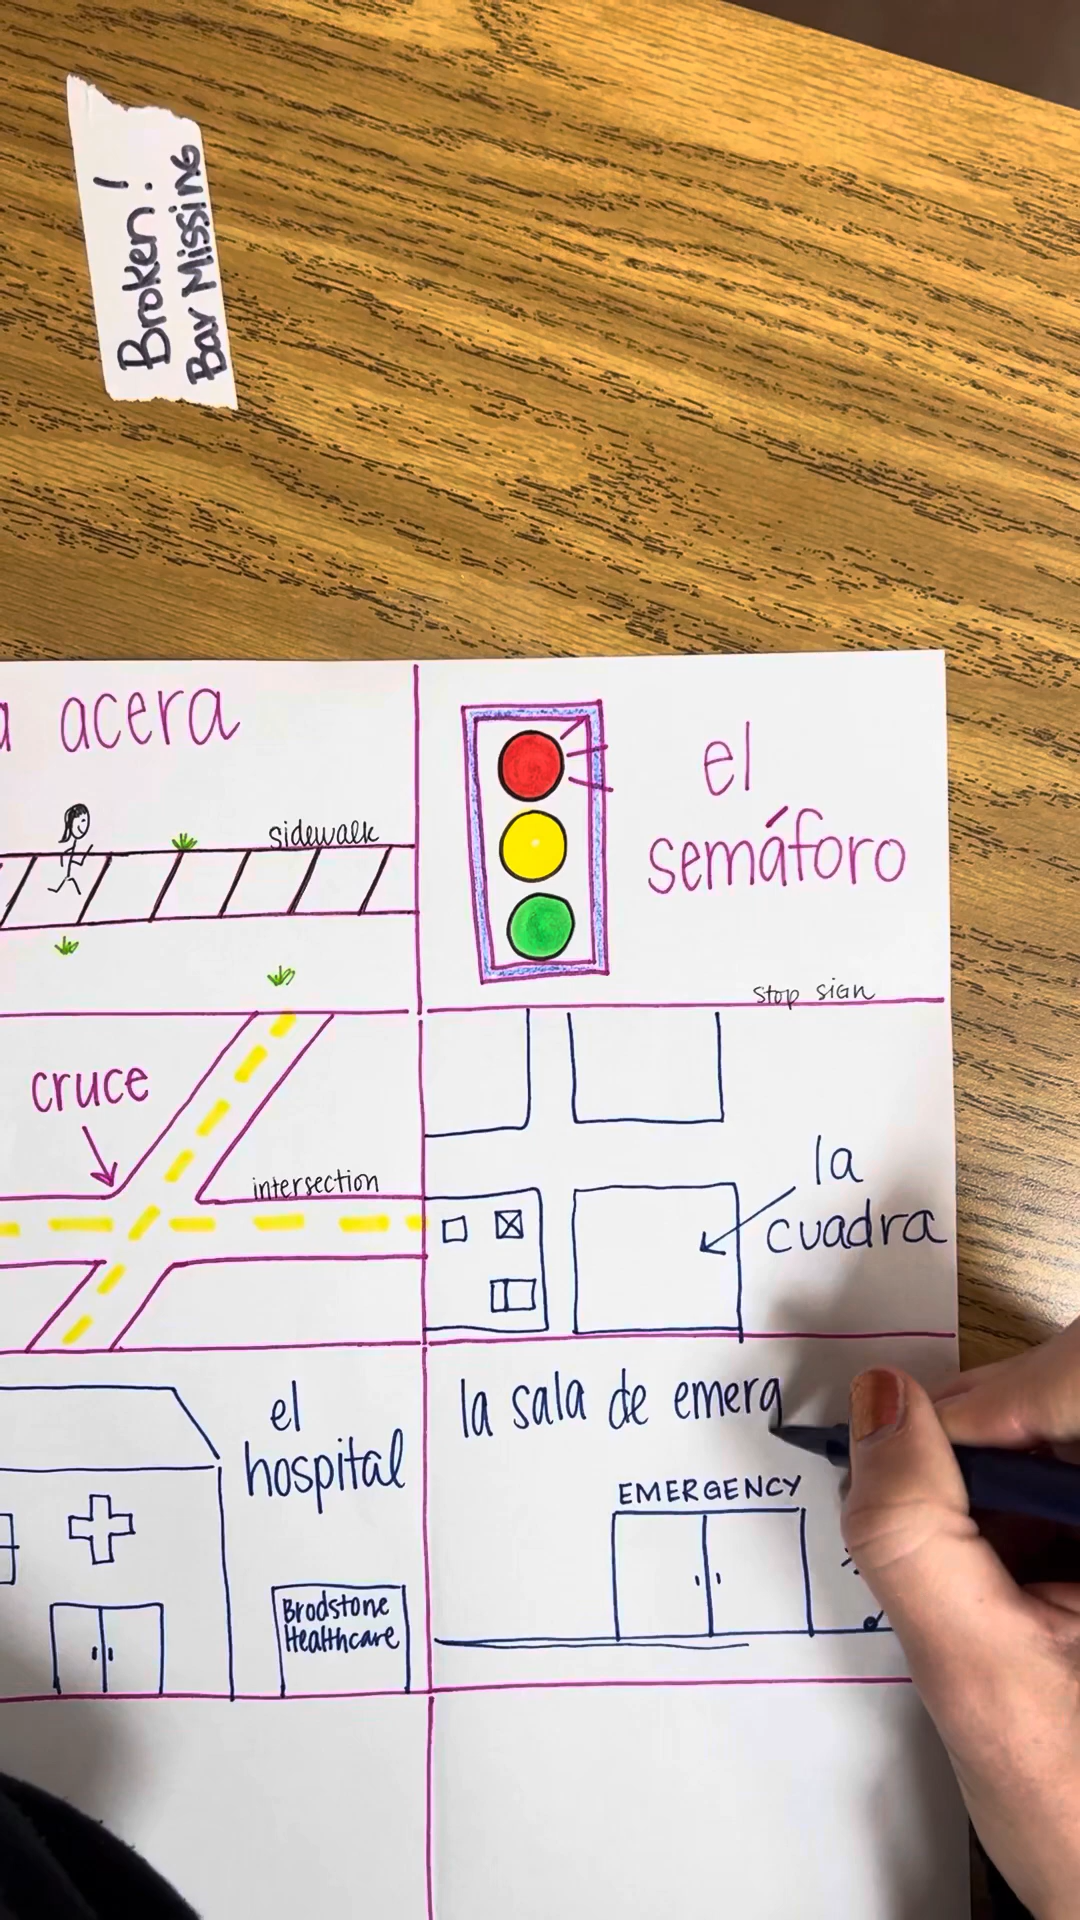 Broken!
Bar Missing
acera
sidewalk
el
semáforo
stop sign
cruce
intersection
la
cuadra
el
hospital
Brodstone
Healthcare
la sala de emerg
EMERGENCY